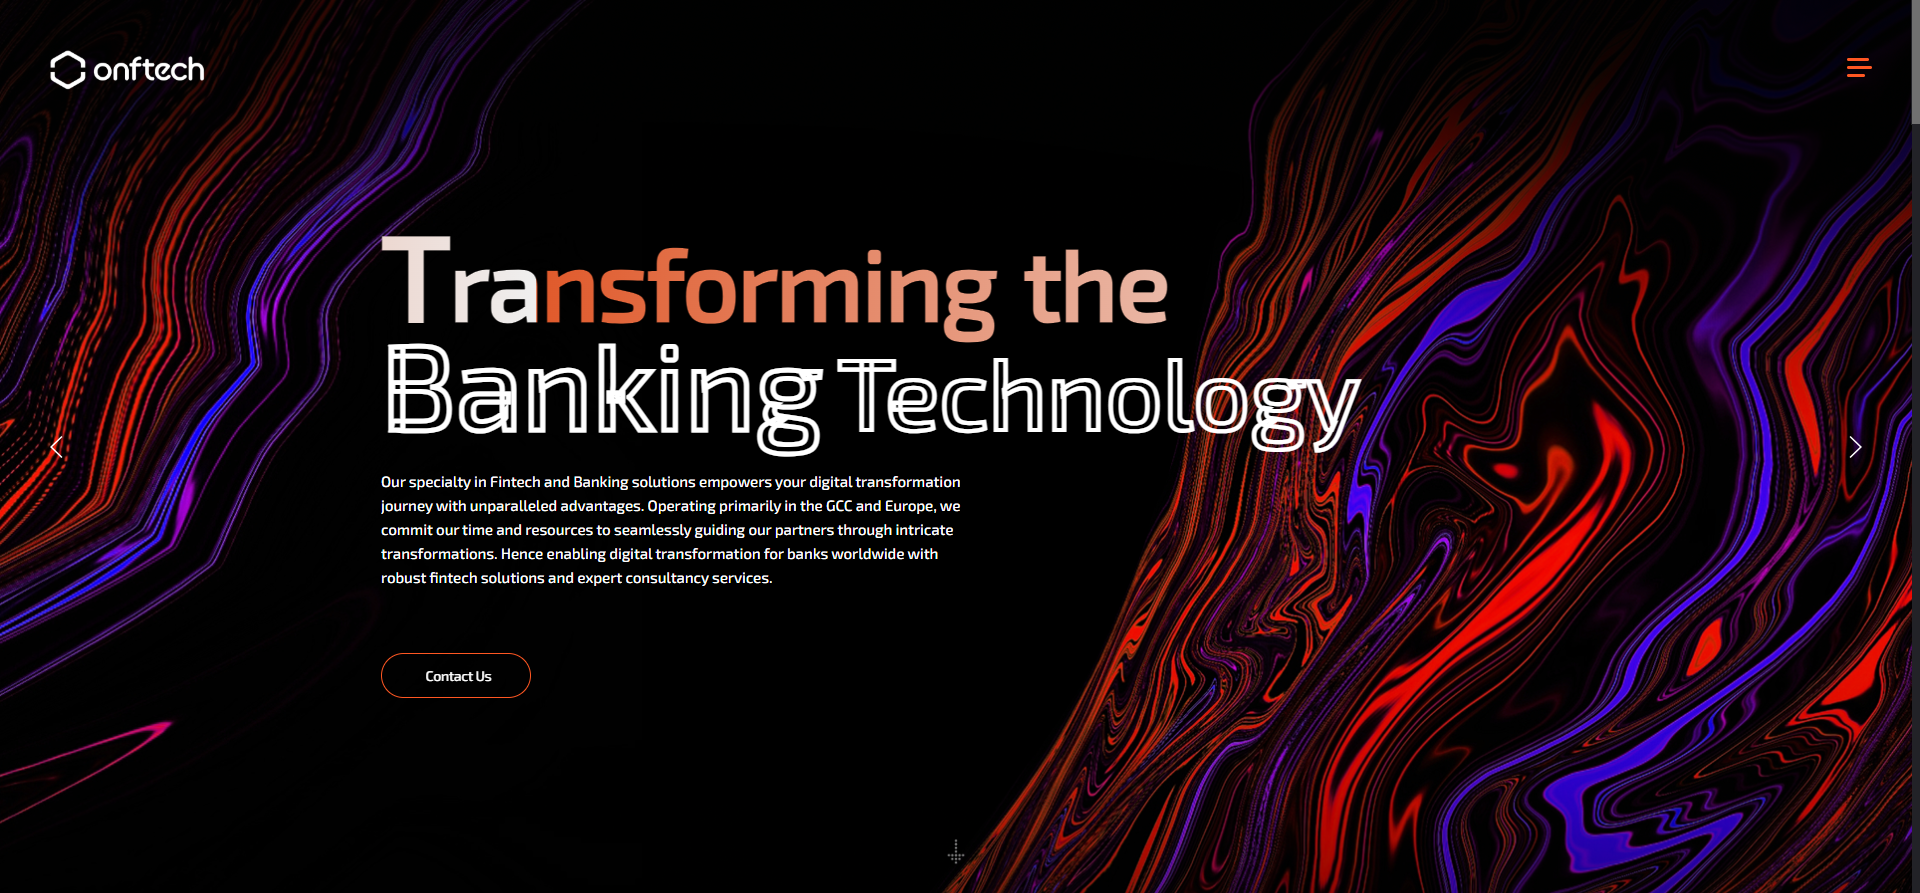 onftech
Transforming the
Banking Technology
Our specialty in Fintech and Banking solutions empowers your digital transformation
journey with unparalleled advantages. Operating primarily in the GCC and Europe, we
commit our time and resources to seamlessly guiding our partners through intricate
transformations. Hence enabling digital transformation for banks worldwide with
robust fintech solutions and expert consultancy services.
Contact Us